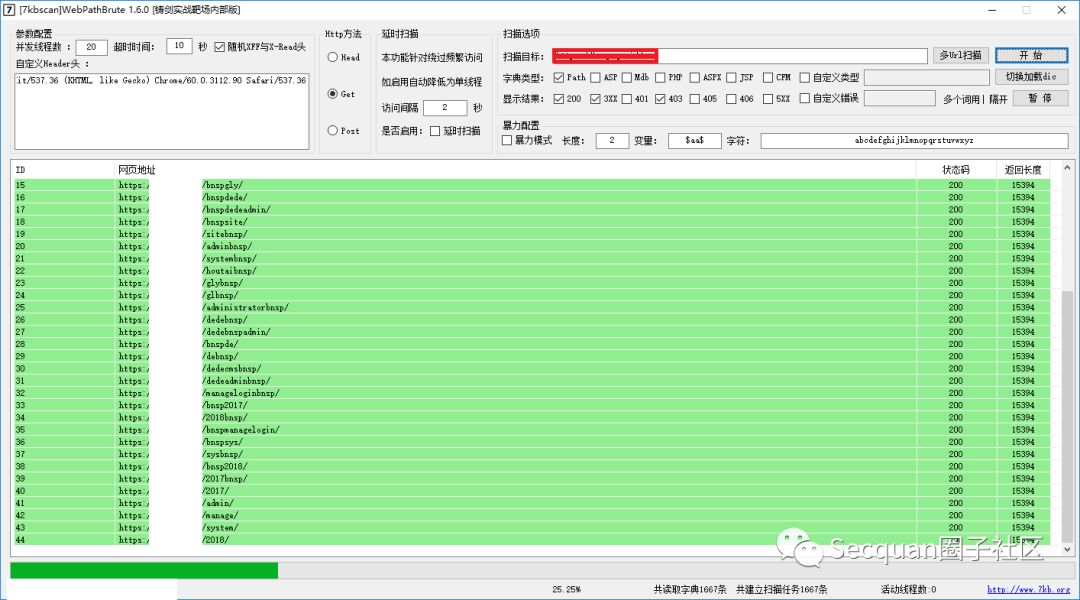 [7kbscan]WebPathBrute 1.6.0 [铸剑实战靶场内部版]
参数配置
并发线程数 : 20 超时时间: 10 秒 随机XFF与X-Read头
自定义Header头 :
it/537.36 (KHTML, like Gecko) Chrome/60.0.3112.90 Safari/537.36
Http方法
Head
Get
Post
延时扫描
本功能针对绕过频繁访问
如启用自动降低为单线程
访问间隔 2 秒
是否启用: 延时扫描
扫描选项
扫描目标: 多Url扫描 开 始
字典类型: Path ASP Mdb PHP ASPX JSP CFM 自定义类型 切换加载dic
显示结果: 200 3XX 401 403 405 406 5XX 自定义错误 多个词用|隔开 暂 停
暴力配置
暴力模式 长度: 2 变量: $aa$ 字符: abcdefghijklmnopqrstuvwxyz
ID 网页地址 状态码 返回长度
15 https:/ /bnspgly/ 200 15394
16 https:/ /bnspdede/ 200 15394
17 https:/ /bnspdedeadmin/ 200 15394
18 https:/ /bnspsite/ 200 15394
19 https:/ /sitebnsp/ 200 15394
20 https:/ /adminbnsp/ 200 15394
21 https:/ /systembnsp/ 200 15394
22 https:/ /houtaibnsp/ 200 15394
23 https:/ /glybnsp/ 200 15394
24 https:/ /glbnsp/ 200 15394
25 https:/ /administratorbnsp/ 200 15394
26 https:/ /dedebnsp/ 200 15394
27 https:/ /dedebnspadmin/ 200 15394
28 https:/ /bnspde/ 200 15394
29 https:/ /debnsp/ 200 15394
30 https:/ /dedecmsbnsp/ 200 15394
31 https:/ /dedeadminbnsp/ 200 15394
32 https:/ /manageloginbnsp/ 200 15394
33 https:/ /bnsp2017/ 200 15394
34 https:/ /2018bnsp/ 200 15394
35 https:/ /bnspmanagelogin/ 200 15394
36 https:/ /bnspsys/ 200 15394
37 https:/ /sysbnsp/ 200 15394
38 https:/ /bnsp2018/ 200 15394
39 https:/ /2017bnsp/ 200 15394
40 https:/ /2017/ 200 15394
41 https:/ /admin/ 200 15394
42 https:/ /manage/ 200 15394
43 https:/ /system/ 200 15394
44 https:/ /2018/ 200 15394
Secquan圈子社区
25.25% 共读取字典1667条 共建立扫描任务1667条 活动线程数:0 http://www.7kb.org